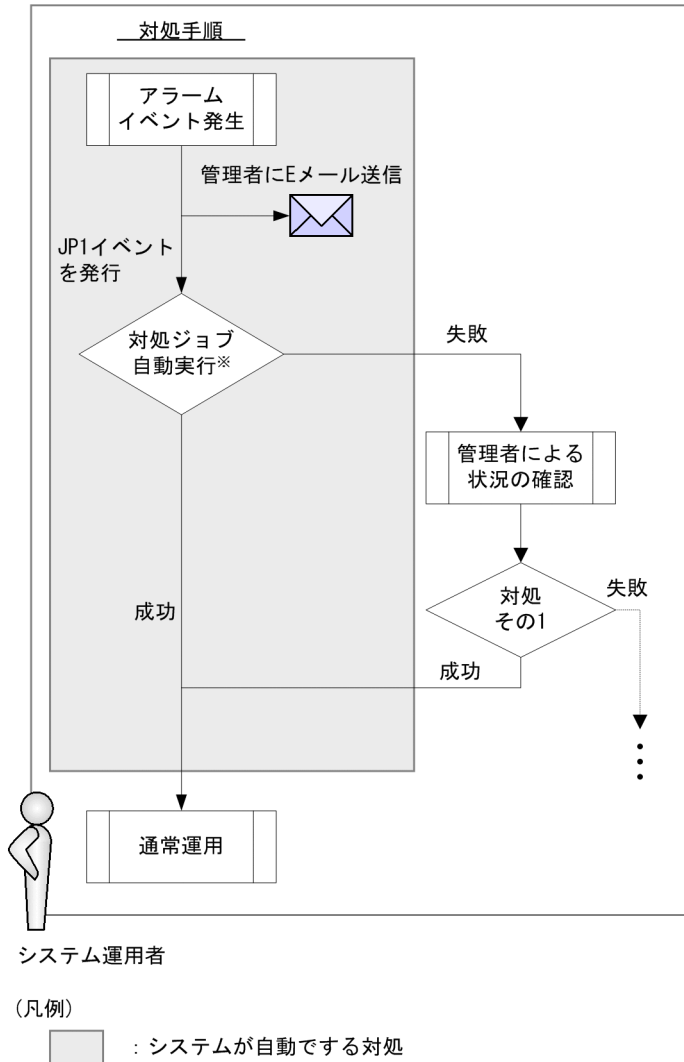 対処手順
アラーム
イベント発生
管理者にEメール送信
JP1イベント
を発行
対処ジョブ
自動実行※
失敗
管理者による
状況の確認
対処
その1
失敗
成功
成功
通常運用
システム運用者
(凡例)
：システムが自動でする対処